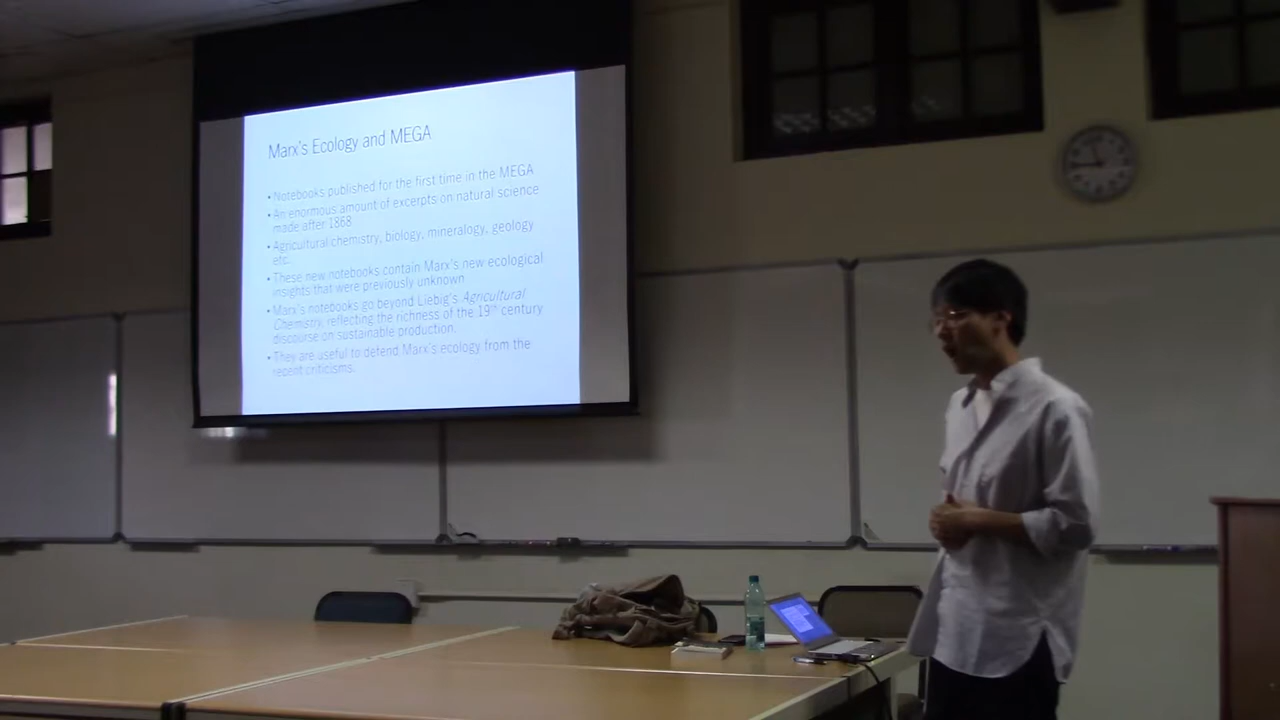 Marx's Ecology and MEGA
• Notebooks published for the first time in the MEGA
• An enormous amount of excerpts on natural science
made after 1868
• Agricultural chemistry, biology, mineralogy, geology
etc.
• These new notebooks contain Marx's new ecological
insights that were previously unknown
• Marx's notebooks go beyond Liebig's Agricultural
Chemistry, reflecting the richness of the 19th century
discourse on sustainable production.
• They are useful to defend Marx's ecology from the
recent criticisms.